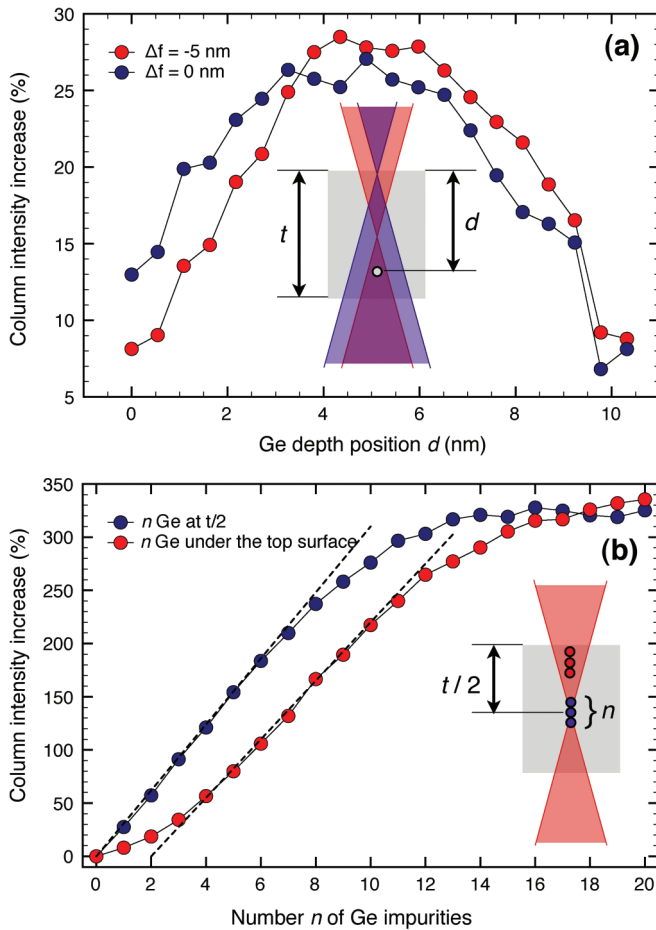 30
25
20
15
10
5
Column intensity increase (%)
Δf = -5 nm
Δf = 0 nm
(a)
t
d
0
2
4
6
8
10
Ge depth position d (nm)
350
300
250
200
150
100
50
0
Column intensity increase (%)
n Ge at t/2
n Ge under the top surface
(b)
t / 2
} n
0
2
4
6
8
10
12
14
16
18
20
Number n of Ge impurities